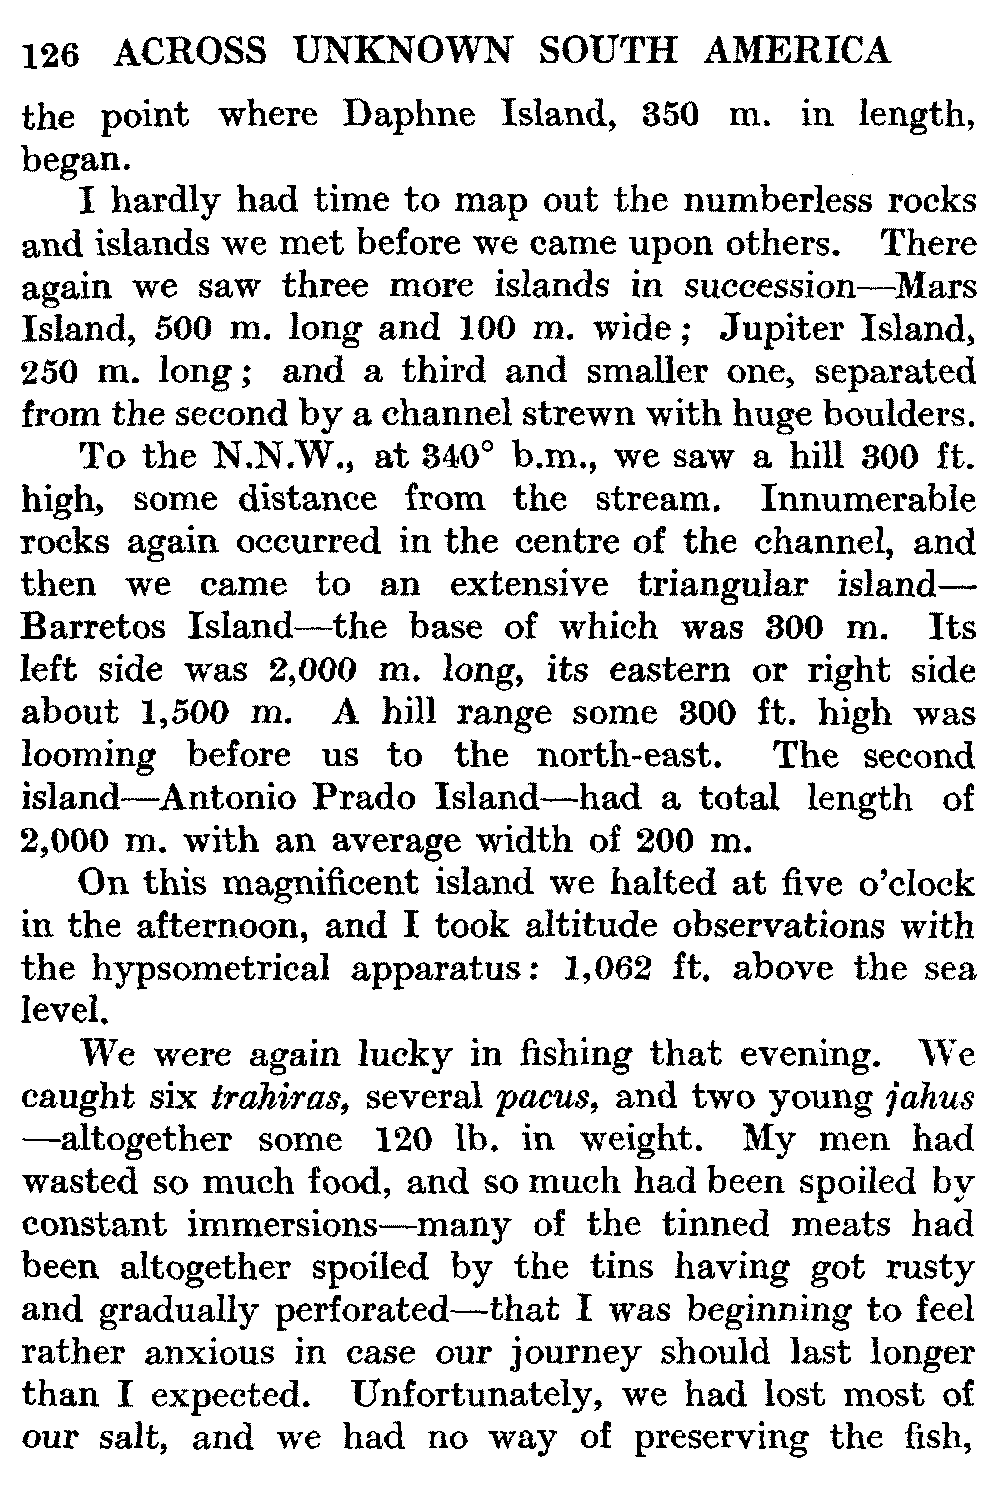 126 ACROSS UNKNOWN SOUTH AMERICA
the point where Daphne Island, 350 m. in length,
began.
I hardly had time to map out the numberless rocks
and islands we met before we came upon others. There
again we saw three more islands in succession—Mars
Island, 500 m. long and 100 m. wide; Jupiter Island,
250 m. long; and a third and smaller one, separated
from the second by a channel strewn with huge boulders.
To the N.N.W., at 340° b.m., we saw a hill 300 ft.
high, some distance from the stream. Innumerable
rocks again occurred in the centre of the channel, and
then we came to an extensive triangular island—
Barretos Island—the base of which was 300 m. Its
left side was 2,000 m. long, its eastern or right side
about 1,500 m. A hill range some 300 ft. high was
looming before us to the north-east. The second
island—Antonio Prado Island—had a total length of
2,000 m. with an average width of 200 m.
On this magnificent island we halted at five o'clock
in the afternoon, and I took altitude observations with
the hypsometrical apparatus: 1,062 ft. above the sea
level.
We were again lucky in fishing that evening. We
caught six trahiras, several pacus, and two young jahus
—altogether some 120 lb. in weight. My men had
wasted so much food, and so much had been spoiled by
constant immersions—many of the tinned meats had
been altogether spoiled by the tins having got rusty
and gradually perforated—that I was beginning to feel
rather anxious in case our journey should last longer
than I expected. Unfortunately, we had lost most of
our salt, and we had no way of preserving the fish,